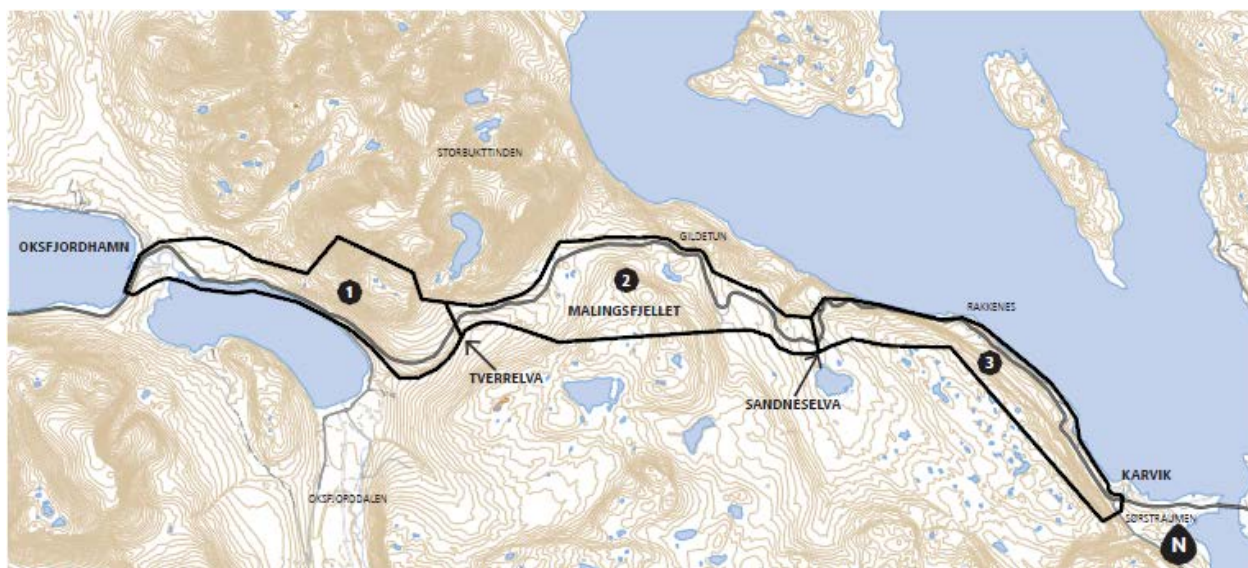 STORBUKTTINDEN
OKSFJORDHAMN
GILDETUN
1
2
MALINGSFJELLET
RAKKENES
3
TVERRELVA
SANDNESELVA
KARVIK
OKSFJORDDALEN
SØRSTRAUMEN
N